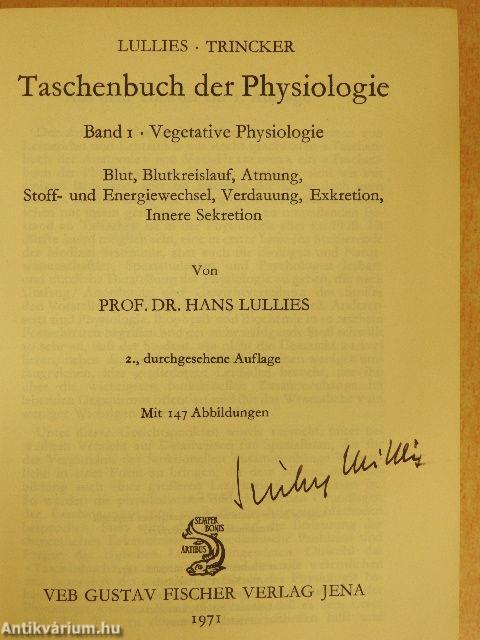 LULLIES · TRINCKER
Taschenbuch der Physiologie
Band 1 · Vegetative Physiologie
Blut, Blutkreislauf, Atmung,
Stoff- und Energiewechsel, Verdauung, Exkretion,
Innere Sekretion
Von
PROF. DR. HANS LULLIES
2., durchgesehene Auflage
Mit 147 Abbildungen
SEMPER
BONIS
ARTIBUS
VEB GUSTAV FISCHER VERLAG JENA
1971
Antikvárium.hu